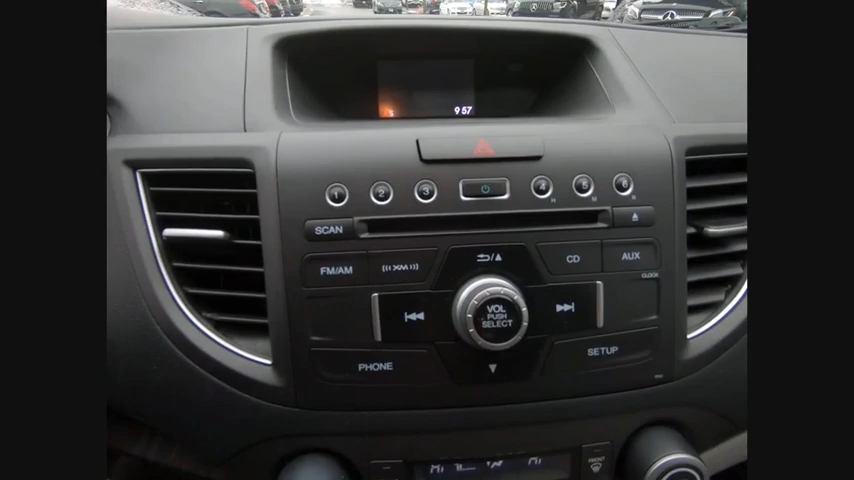 9 57
1 2 3 4 5 6
H M R
SCAN
FM/AM XM CD AUX
CLOCK
VOL
PUSH
SELECT
PHONE SETUP
FRONT